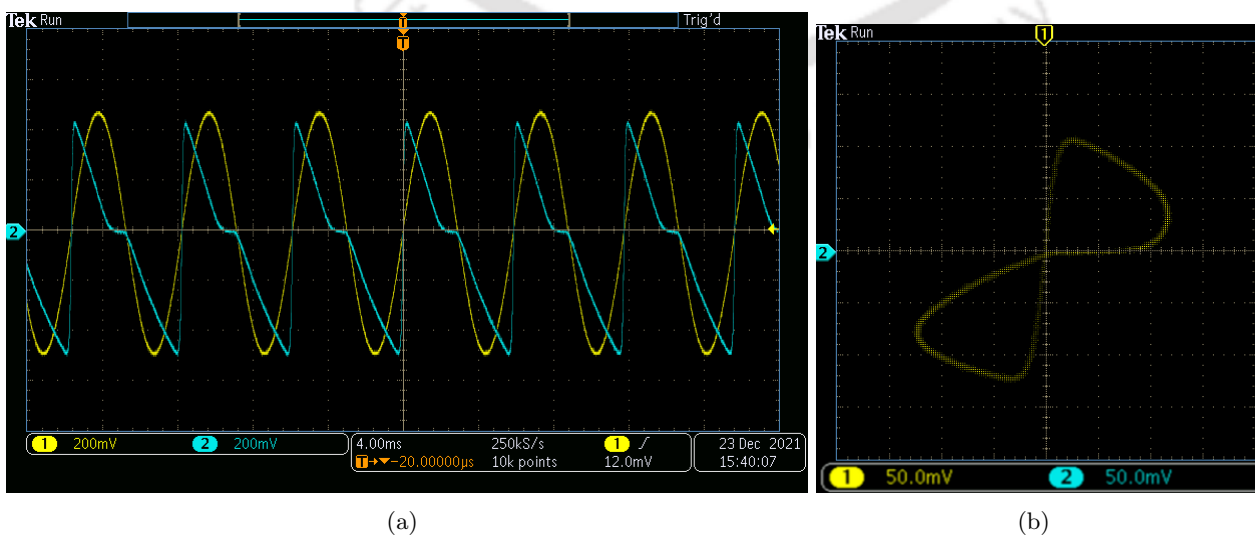 Tek Run
Trig'd
T
T
2
1 200mV
2 200mV
4.00ms
T→▼-20.00000µs
250kS/s
10k points
1 ∫
12.0mV
23 Dec 2021
15:40:07
(a)
Tek Run
1
2
1 50.0mV
2 50.0mV
(b)